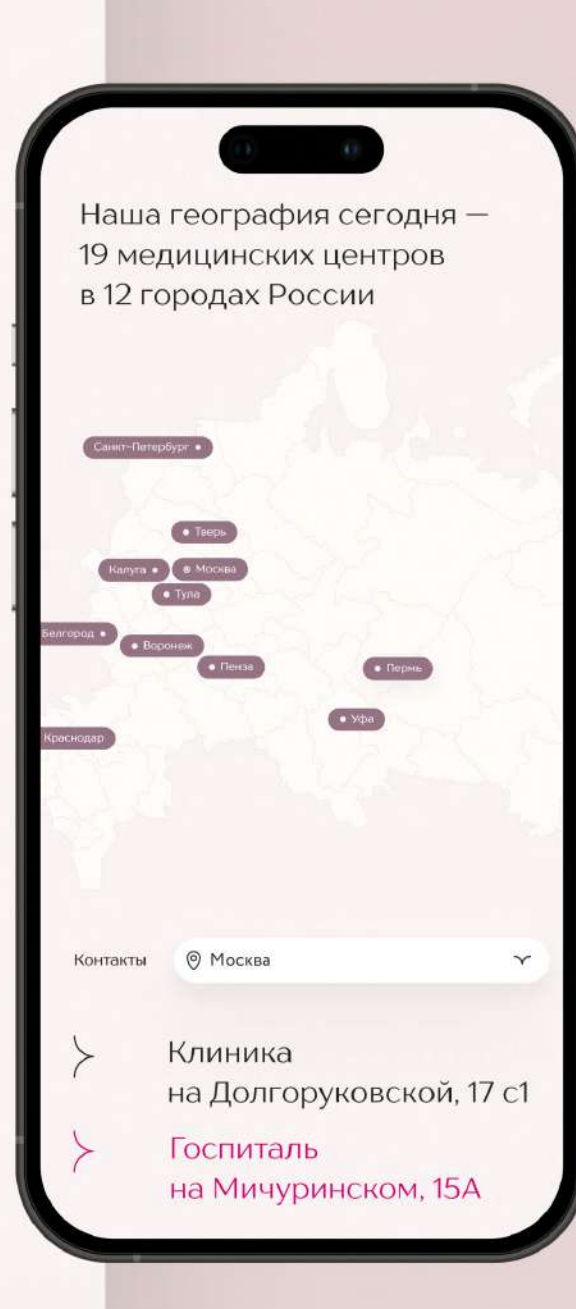 Наша география сегодня —
19 медицинских центров
в 12 городах России
Санкт-Петербург
Тверь
Калуга
Москва
Тула
Белгород
Воронеж
Пенза
Пермь
Уфа
Краснодар
Контакты
Москва
Клиника
на Долгоруковской, 17 с1
Госпиталь
на Мичуринском, 15А